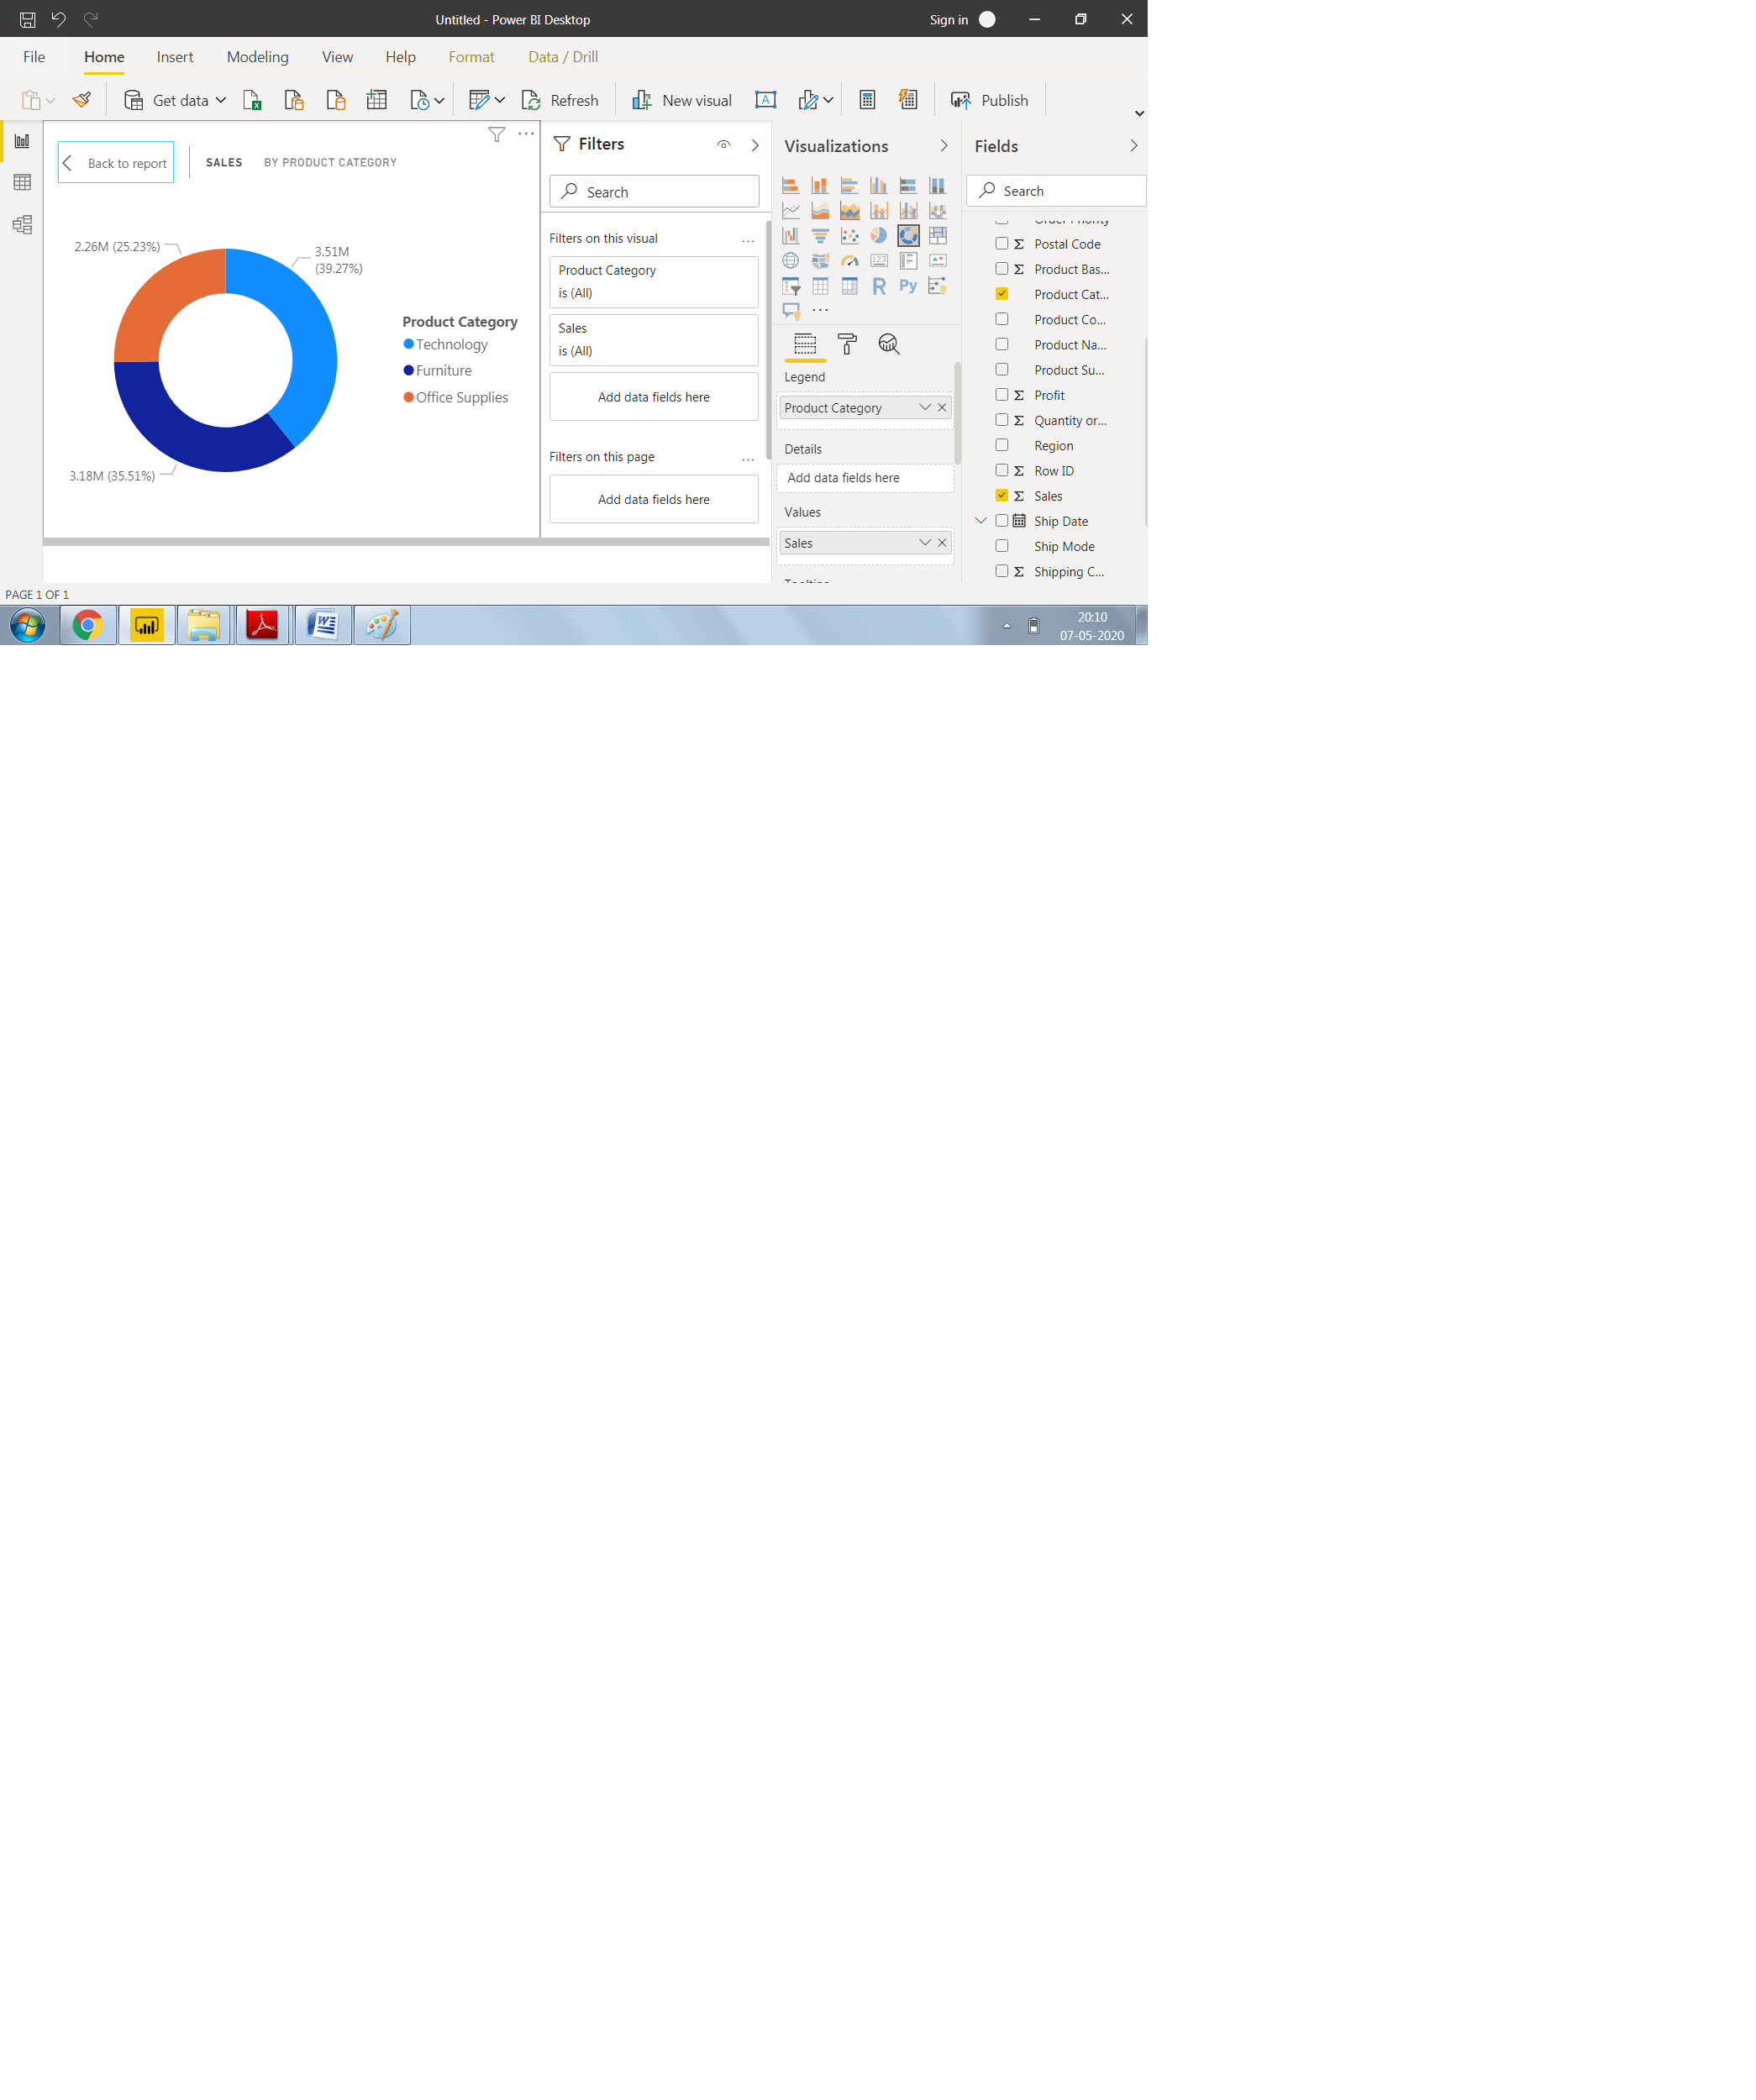 Untitled - Power BI Desktop
Sign in
File Home Insert Modeling View Help Format Data / Drill
Get data Refresh New visual A Publish
Back to report SALES BY PRODUCT CATEGORY
2.26M (25.23%)
3.51M
(39.27%)
3.18M (35.51%)
Product Category
Technology
Furniture
Office Supplies
Filters
Search
Filters on this visual ...
Product Category
is (All)
Sales
is (All)
Add data fields here
Filters on this page ...
Add data fields here
Visualizations
123
R Py
...
Legend
Product Category
Details
Add data fields here
Values
Sales
Fields
Search
Order Priority
Σ Postal Code
Σ Product Bas...
Product Cat...
Product Co...
Product Na...
Product Su...
Σ Profit
Σ Quantity or...
Region
Σ Row ID
Σ Sales
Ship Date
Ship Mode
Σ Shipping C...
PAGE 1 OF 1
20:10
07-05-2020